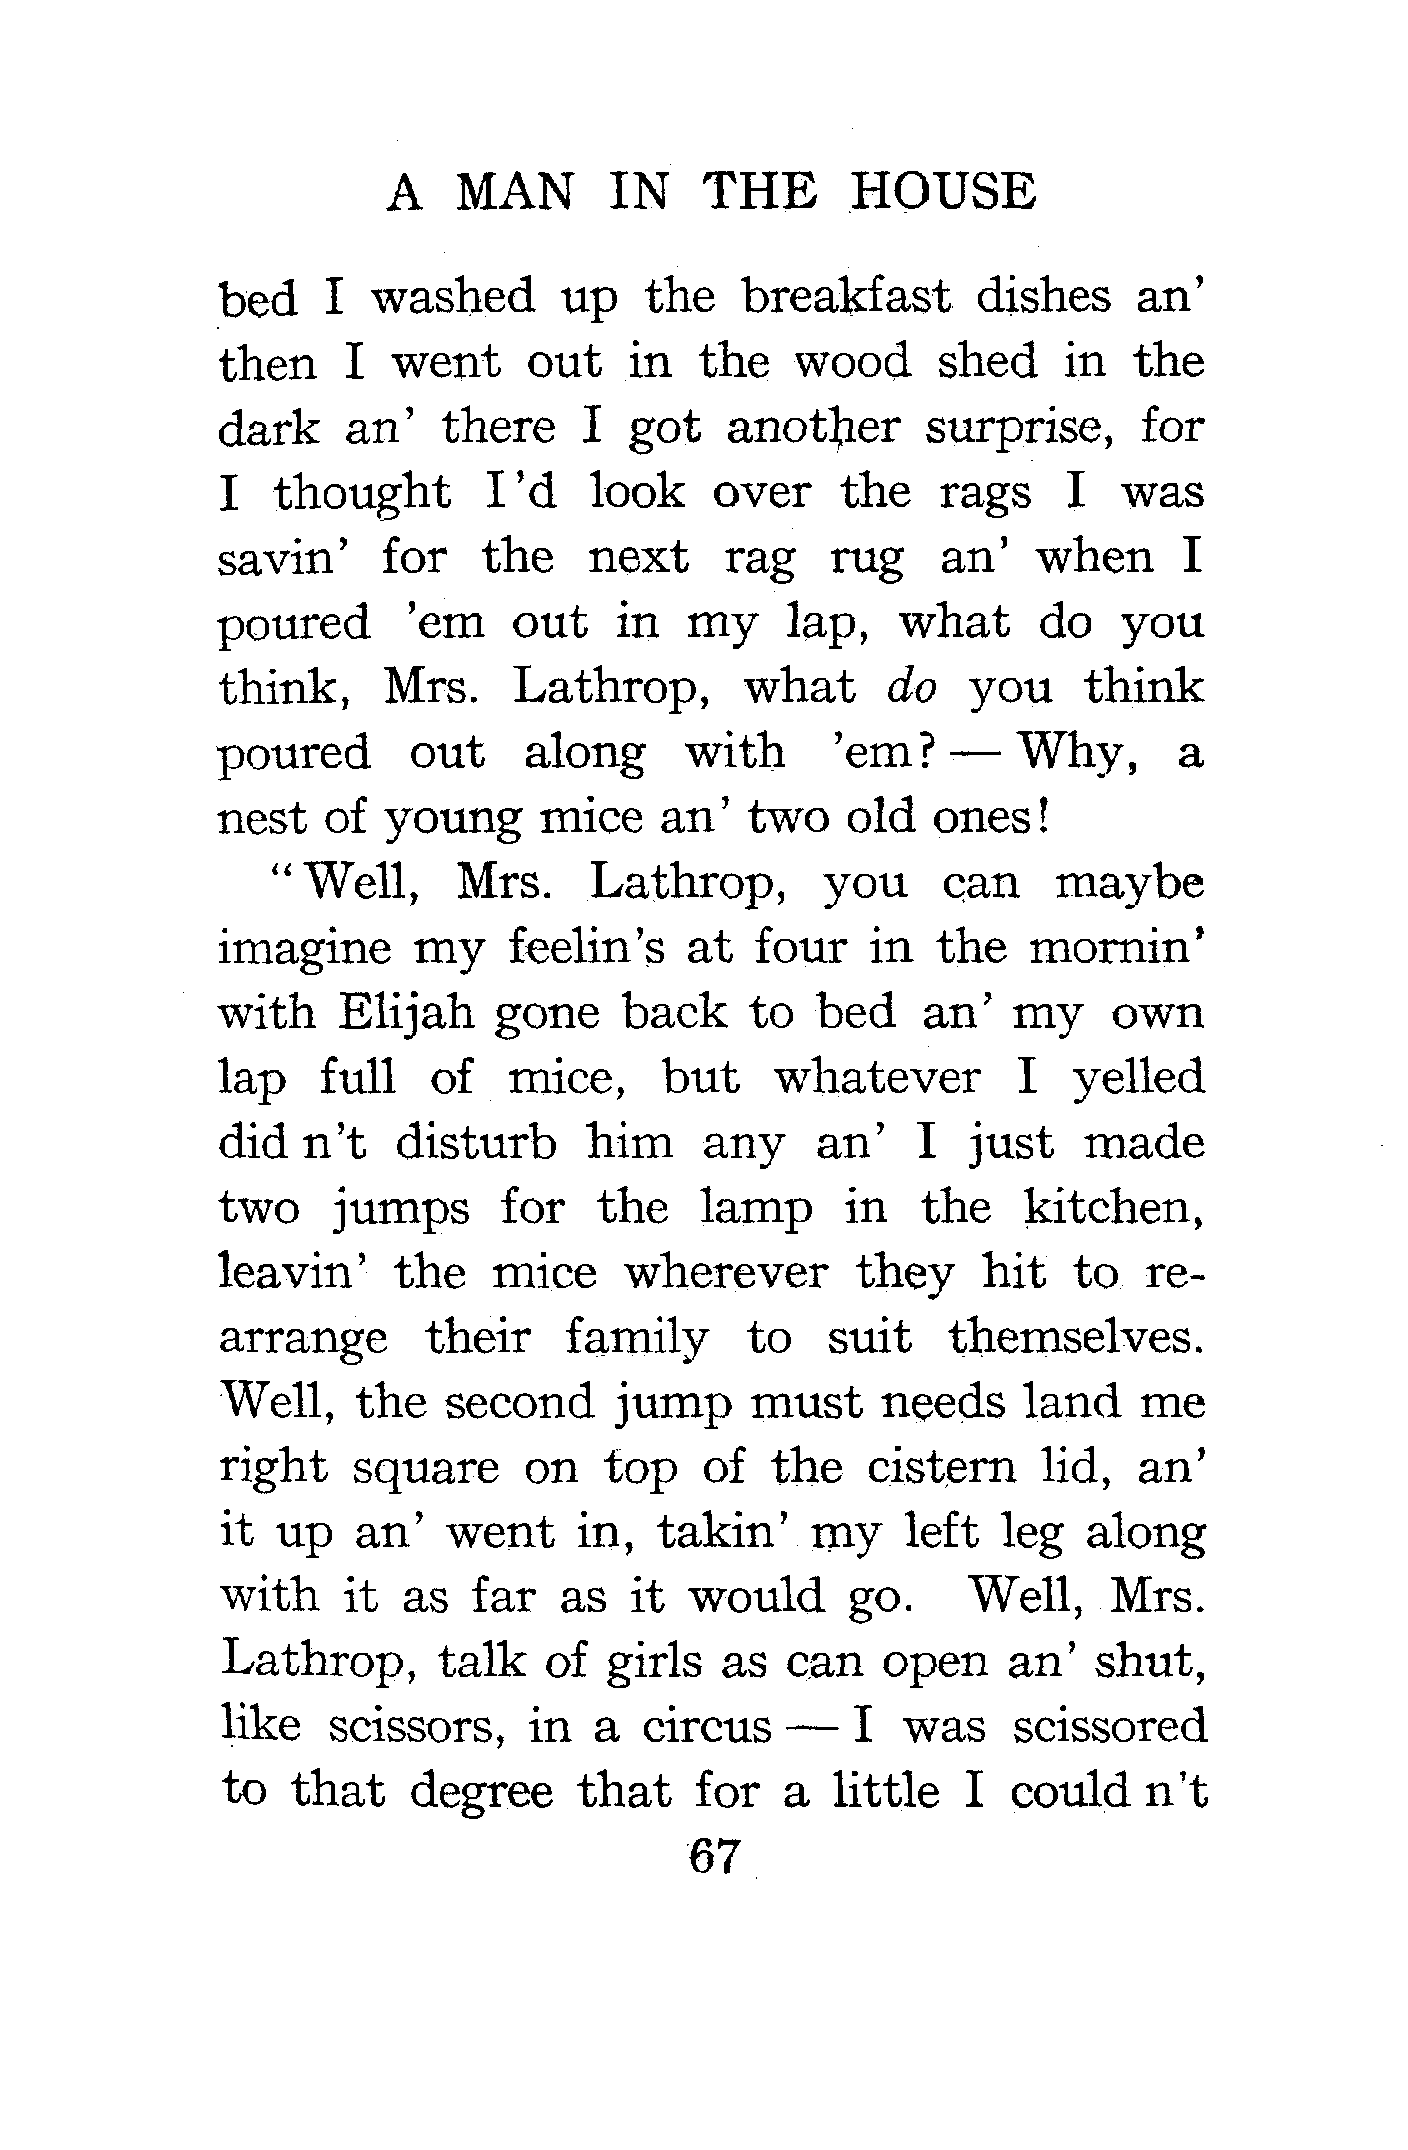 A MAN IN THE HOUSE
bed I washed up the breakfast dishes an'
then I went out in the wood shed in the
dark an' there I got another surprise, for
I thought I 'd look over the rags I was
savin' for the next rag rug an' when I
poured 'em out in my lap, what do you
think, Mrs. Lathrop, what do you think
poured out along with 'em? — Why, a
nest of young mice an' two old ones!
"Well, Mrs. Lathrop, you can maybe
imagine my feelin's at four in the mornin'
with Elijah gone back to bed an' my own
lap full of mice, but whatever I yelled
did n't disturb him any an' I just made
two jumps for the lamp in the kitchen,
leavin' the mice wherever they hit to re-
arrange their family to suit themselves.
Well, the second jump must needs land me
right square on top of the cistern lid, an'
it up an' went in, takin' my left leg along
with it as far as it would go. Well, Mrs.
Lathrop, talk of girls as can open an' shut,
like scissors, in a circus — I was scissored
to that degree that for a little I could n't
67